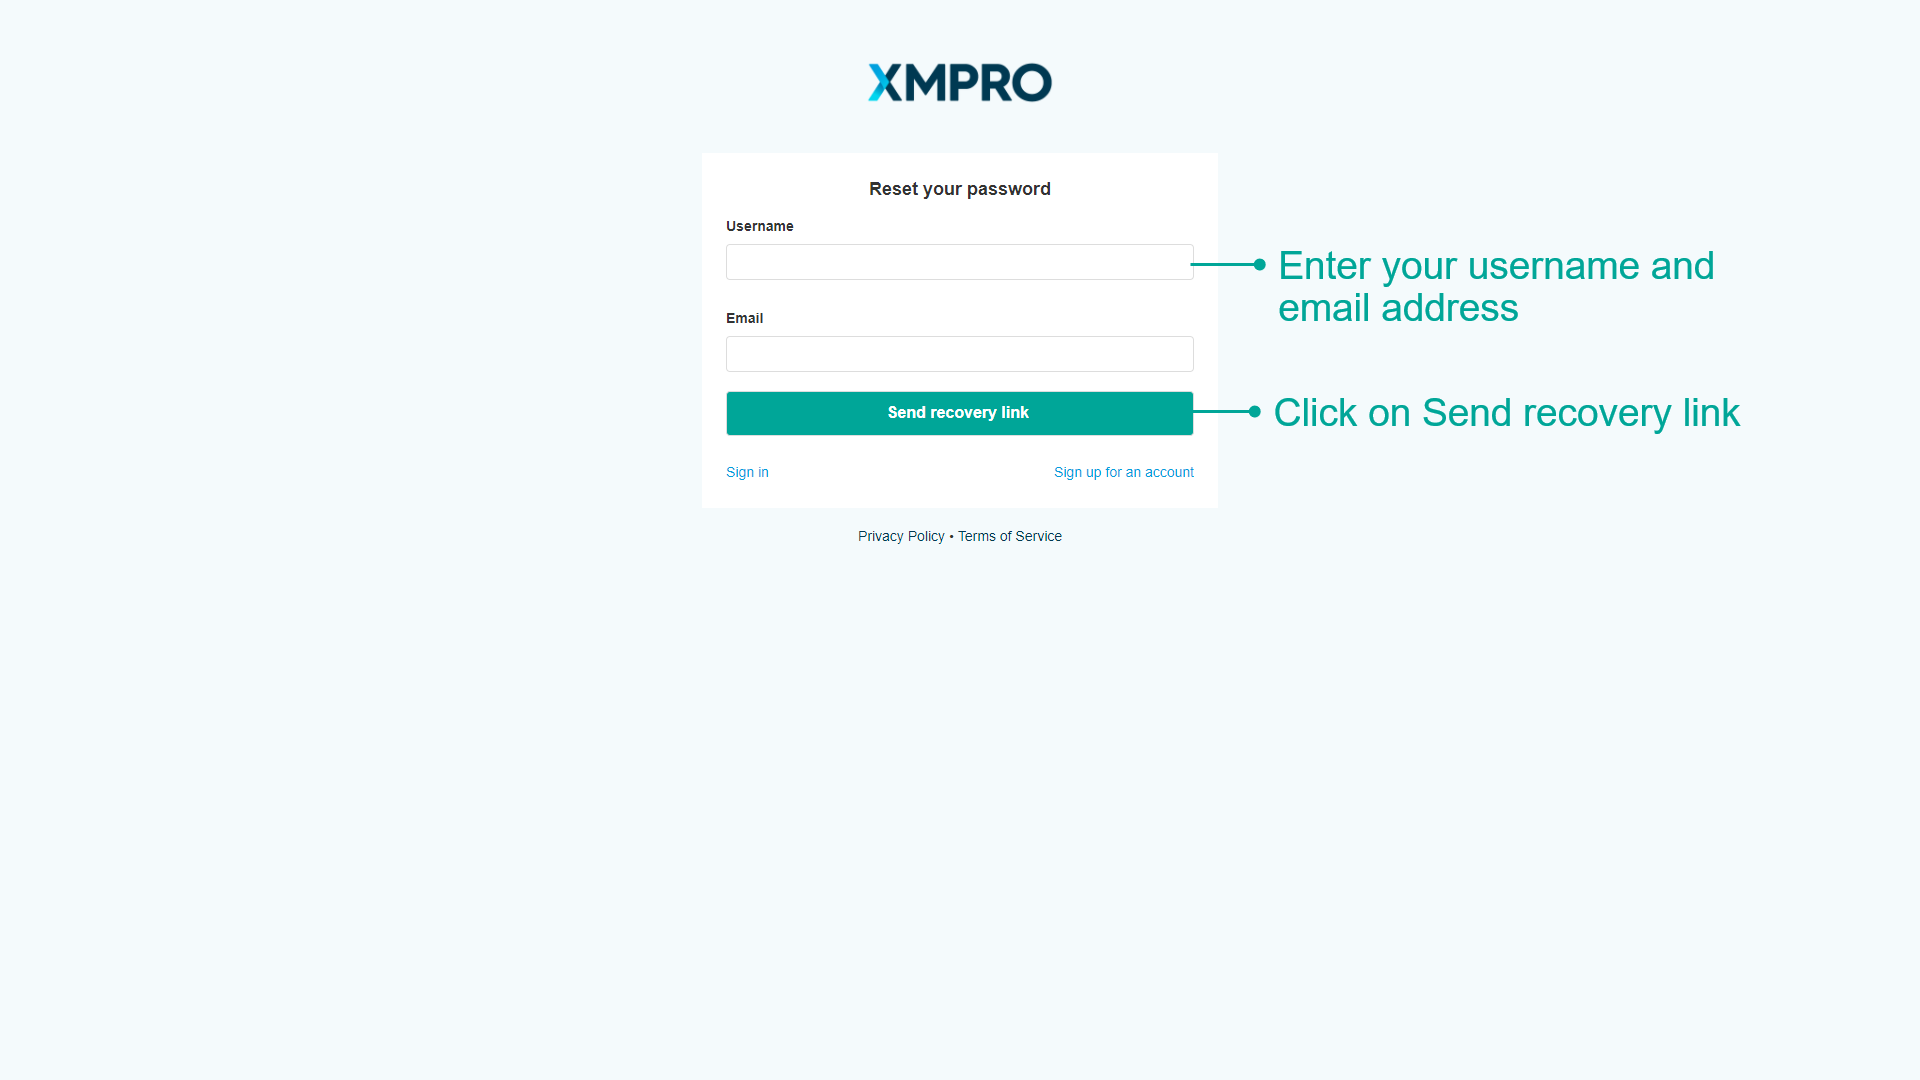 XMPRO
Reset your password
Username
Enter your username and
email address
Email
Send recovery link
Click on Send recovery link
Sign in
Sign up for an account
Privacy Policy • Terms of Service